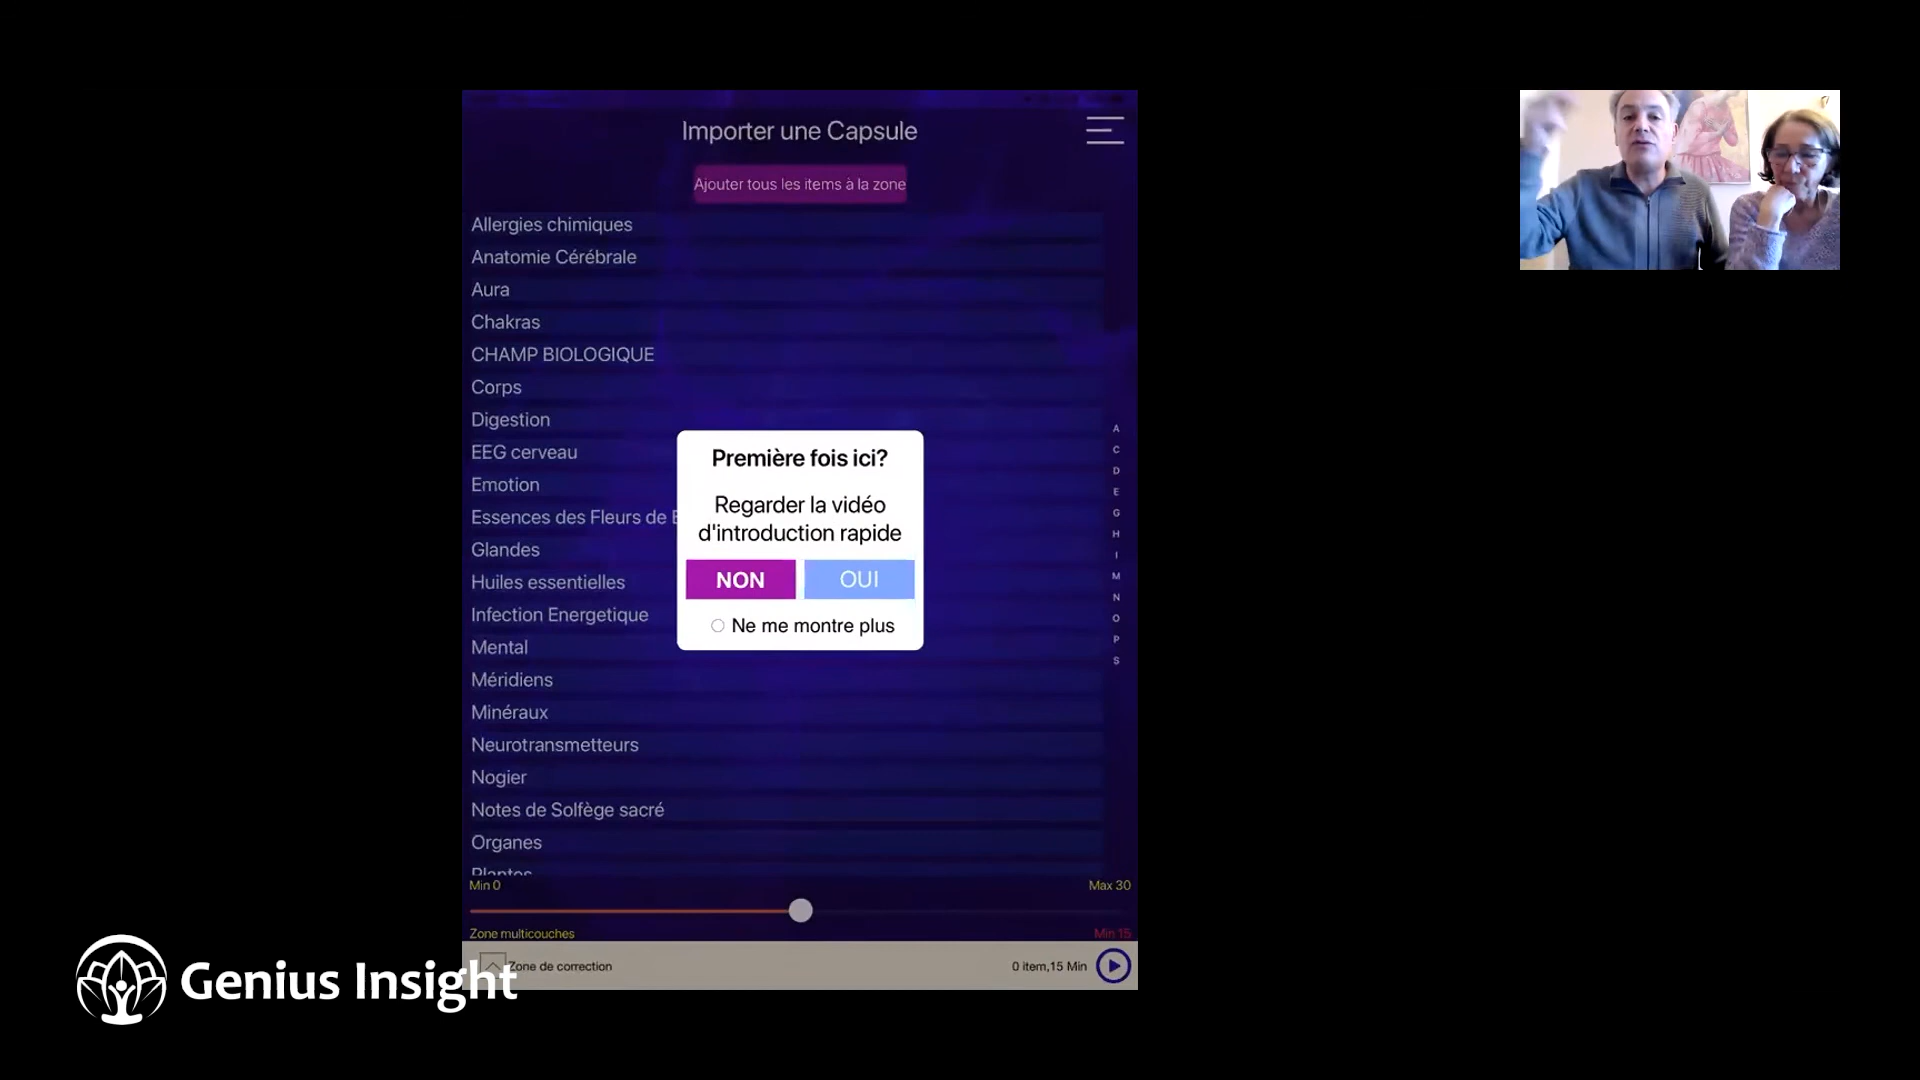 Importer une Capsule
Ajouter tous les items à la zone
Allergies chimiques
Anatomie Cérébrale
Aura
Chakras
CHAMP BIOLOGIQUE
Corps
Digestion
EEG cerveau
Emotion
Essences des Fleurs de
Glandes
Huiles essentielles
Infection Energetique
Mental
Méridiens
Minéraux
Neurotransmetteurs
Nogier
Notes de Solfège sacré
Organes
Plantes
A
C
D
E
G
H
I
M
N
O
P
S
Première fois ici?
Regarder la vidéo
d'introduction rapide
NON OUI
Ne me montre plus
Min 0 Max 30
Zone multicouches Min 15
Zone de correction 0 item,15 Min
Genius Insight